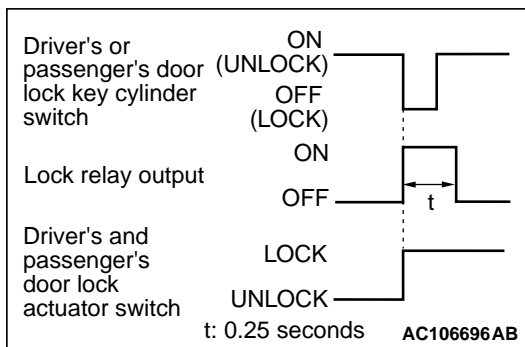 Driver's or
passenger's door
lock key cylinder
switch
ON
(UNLOCK)
OFF
(LOCK)
Lock relay output
ON
OFF
t
Driver's and
passenger's
door lock
actuator switch
LOCK
UNLOCK
t: 0.25 seconds
AC106696AB